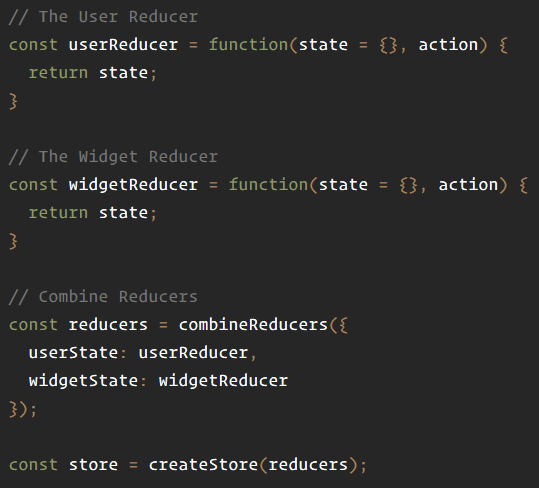 // The User Reducer
const userReducer = function(state = {}, action) {
  return state;
}

// The Widget Reducer
const widgetReducer = function(state = {}, action) {
  return state;
}

// Combine Reducers
const reducers = combineReducers({
  userState: userReducer,
  widgetState: widgetReducer
});

const store = createStore(reducers);